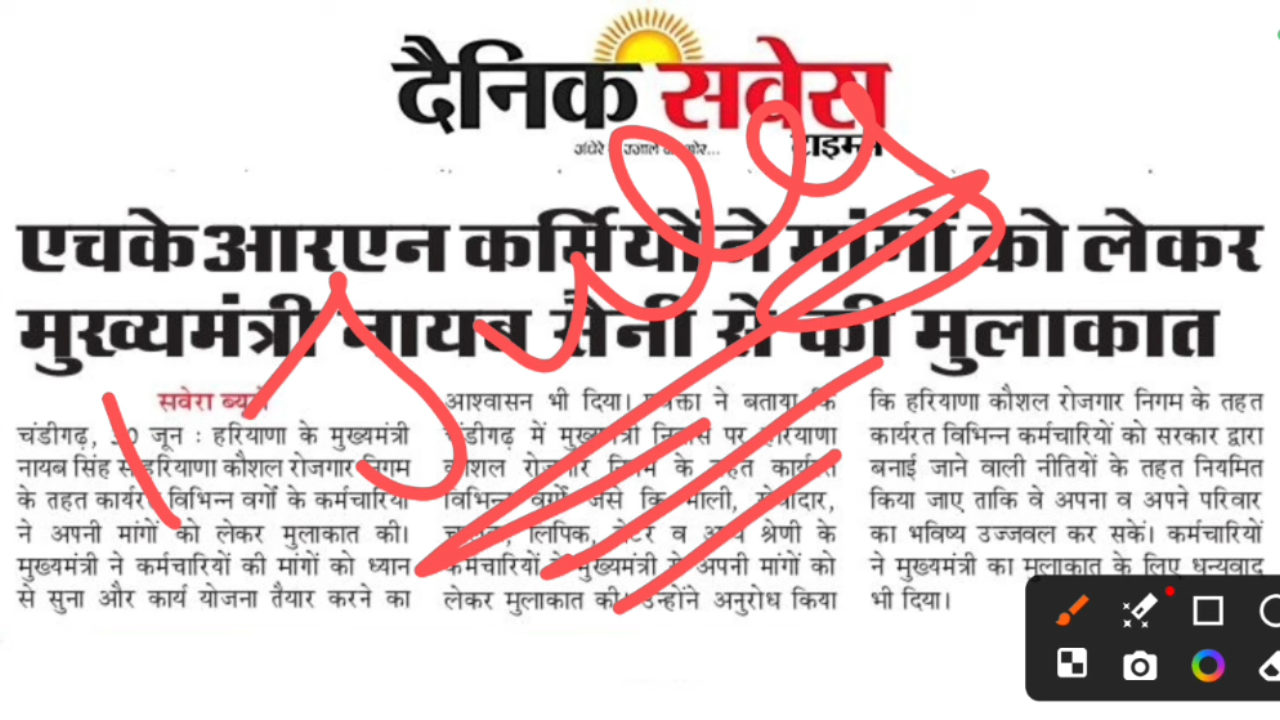 दैनिक सवेरा
टाइम्स
एचकेआरएन कर्मियों ने मांगों को लेकर
मुख्यमंत्री नायब सैनी से की मुलाकात
सवेरा ब्यूरो
चंडीगढ़, जून : हरियाणा के मुख्यमंत्री
नायब सिंह से हरियाणा कौशल रोजगार निगम
के तहत कार्यरत विभिन्न वर्गों के कर्मचारियों
ने अपनी मांगों को लेकर मुलाकात की।
मुख्यमंत्री ने कर्मचारियों की मांगों को ध्यान
से सुना और कार्य योजना तैयार करने का
आश्वासन भी दिया। प्रवक्ता ने बताया कि
चंडीगढ़ में मुख्यमंत्री निवास पर हरियाणा
कौशल रोजगार निगम के तहत कार्यरत
विभिन्न वर्गों जैसे कि माली, सेवादार,
लिपिक, व अन्य श्रेणी के
कर्मचारियों ने मुख्यमंत्री से अपनी मांगों को
लेकर मुलाकात की। उन्होंने अनुरोध किया
कि हरियाणा कौशल रोजगार निगम के तहत
कार्यरत विभिन्न कर्मचारियों को सरकार द्वारा
बनाई जाने वाली नीतियों के तहत नियमित
किया जाए ताकि वे अपना व अपने परिवार
का भविष्य उज्जवल कर सकें। कर्मचारियों
ने मुख्यमंत्री का मुलाकात के लिए धन्यवाद
भी दिया।